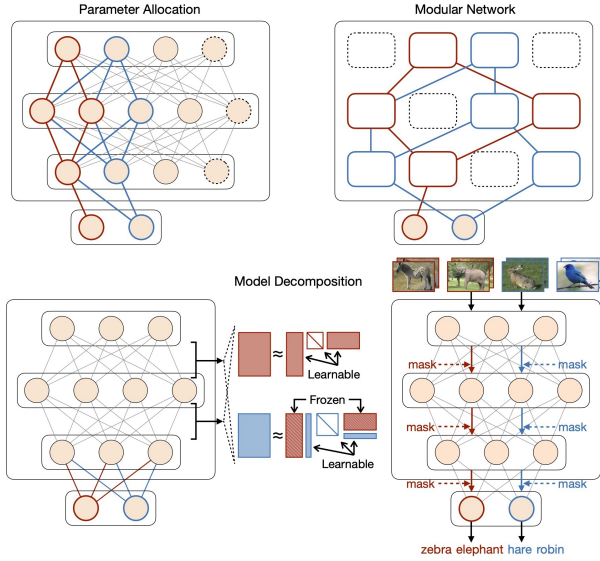 Parameter Allocation
Modular Network
Model Decomposition
≈
Learnable
Frozen
≈
Learnable
mask
mask
mask
mask
mask
mask
zebra elephant hare robin